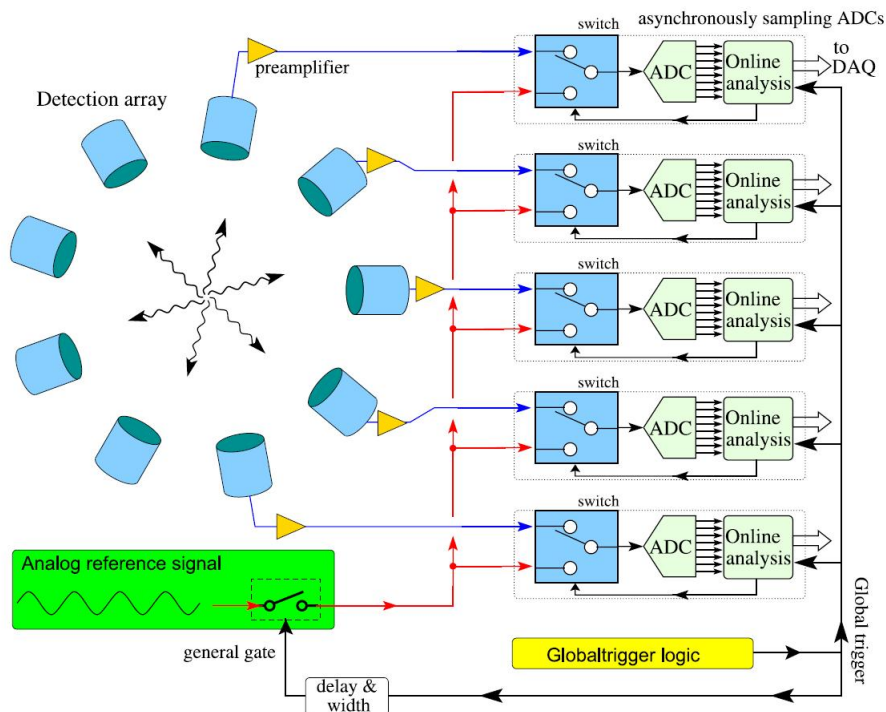 switch
asynchronously sampling ADCs
preamplifier
ADC
Online
analysis
to
DAQ
Detection array
switch
ADC
Online
analysis
switch
ADC
Online
analysis
switch
ADC
Online
analysis
switch
ADC
Online
analysis
Analog reference signal
general gate
Globaltrigger logic
Global trigger
delay &
width